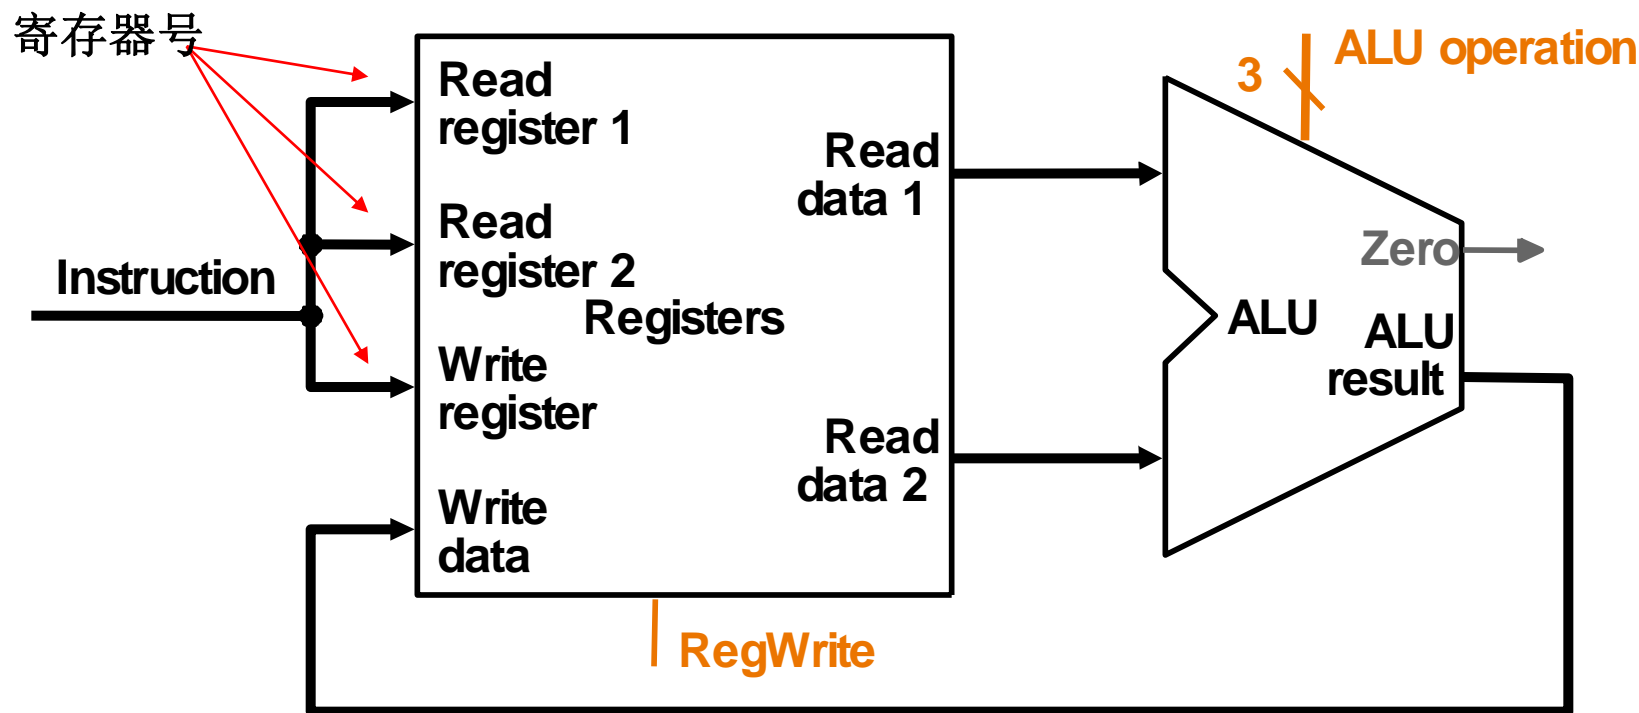 寄存器号
Read
register 1
Read
register 2
Registers
Write
register
Write
data
Instruction
Read
data 1
Read
data 2
RegWrite
3
ALU operation
Zero
ALU
ALU
result